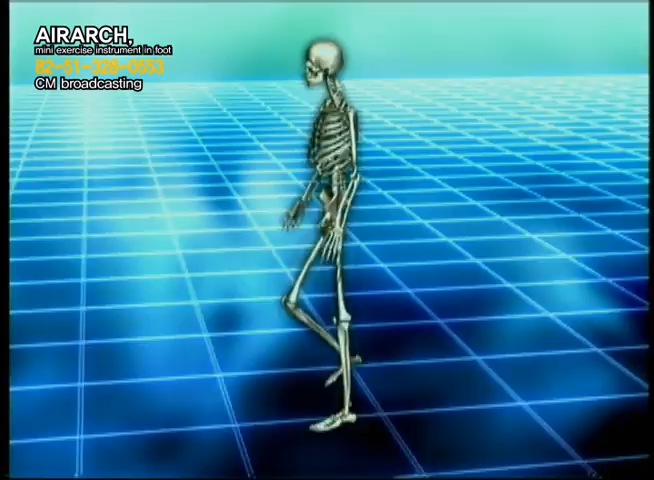 AIRARCH,
mini exercise instrument in foot
82-51-328-0553
CM broadcasting